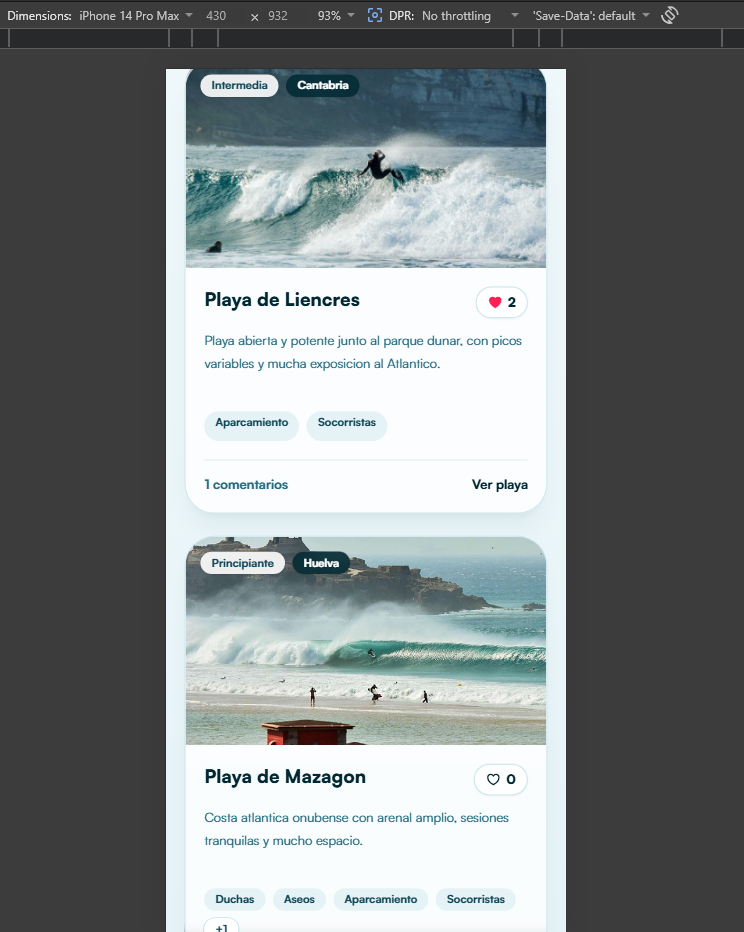 Dimensions: iPhone 14 Pro Max 430 × 932 93% DPR: No throttling 'Save-Data': default
Intermedia Cantabria
Playa de Liencres 2
Playa abierta y potente junto al parque dunar, con picos
variables y mucha exposicion al Atlantico.
Aparcamiento Socorristas
1 comentarios Ver playa
Principiante Huelva
Playa de Mazagon 0
Costa atlantica onubense con arenal amplio, sesiones
tranquilas y mucho espacio.
Duchas Aseos Aparcamiento Socorristas
+1